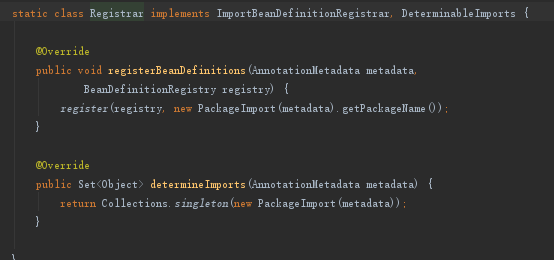 static class Registrar implements ImportBeanDefinitionRegistrar, DeterminableImports {
@Override
public void registerBeanDefinitions(AnnotationMetadata metadata,
BeanDefinitionRegistry registry) {
register(registry, new PackageImport(metadata).getPackageName());
}
@Override
public Set<Object> determineImports(AnnotationMetadata metadata) {
return Collections.singleton(new PackageImport(metadata));
}
}